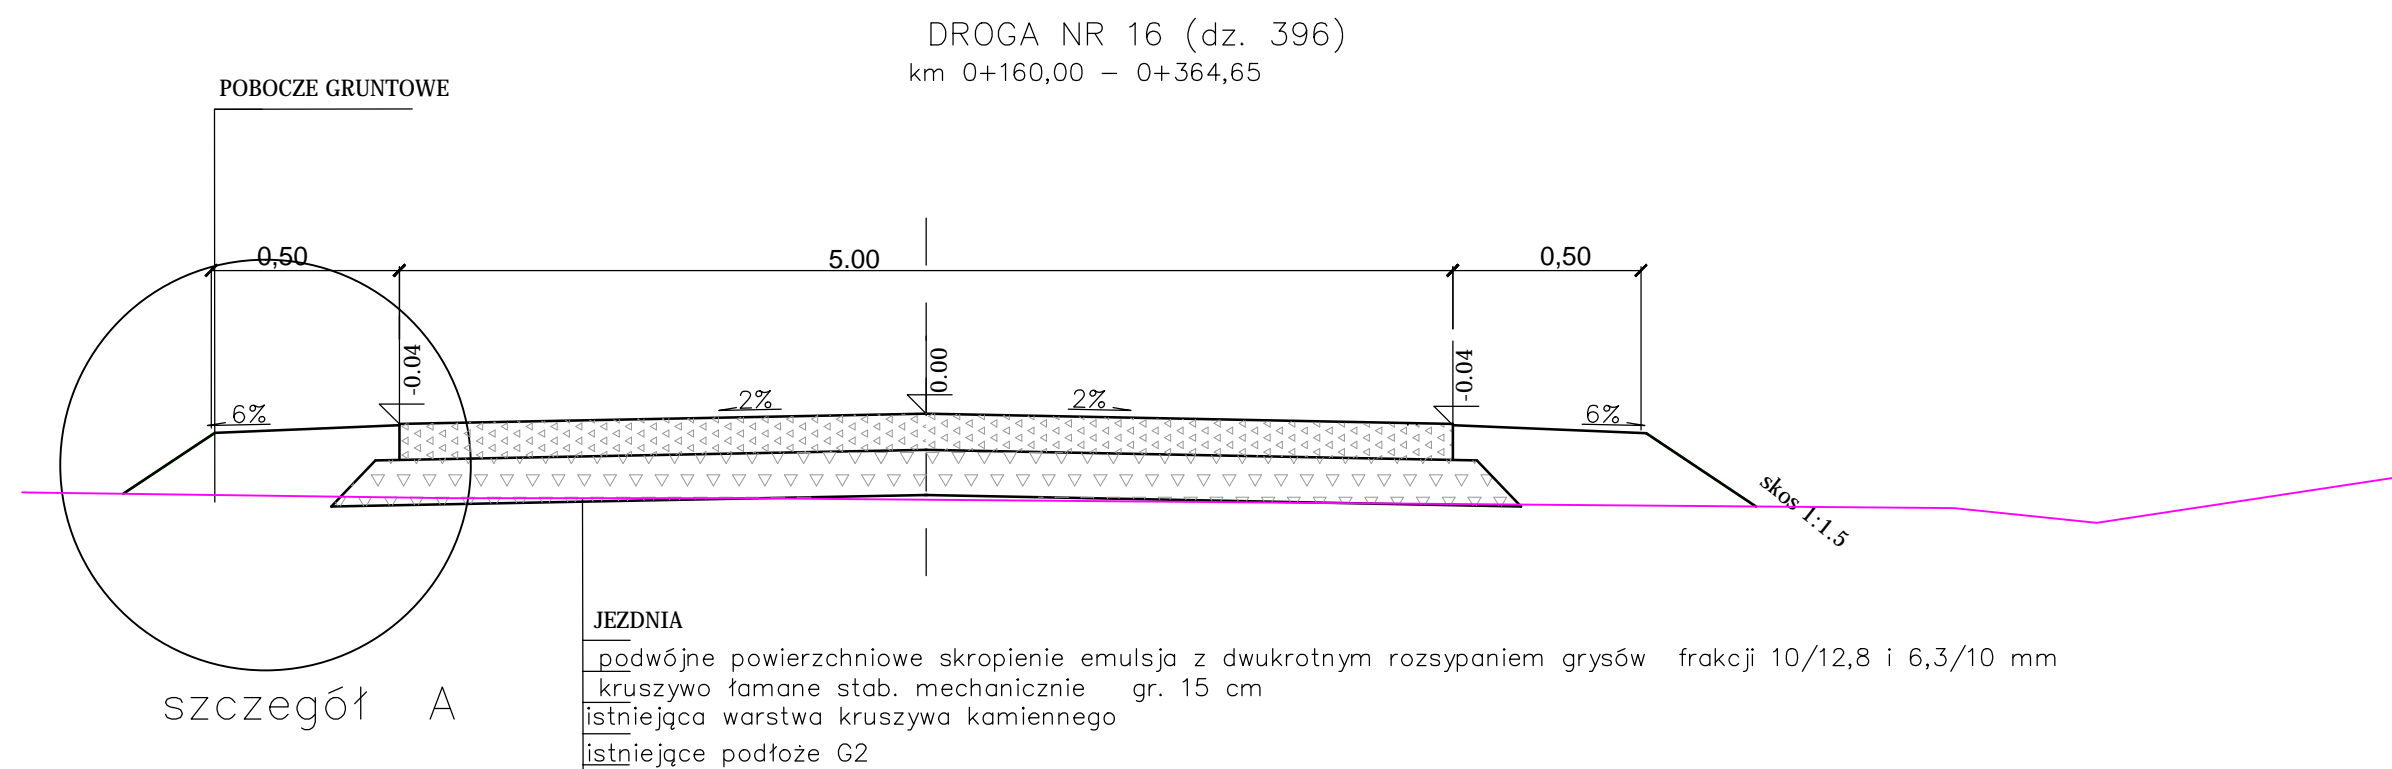 DROGA NR 16 (dz. 396)
km 0+160,00 – 0+364,65
POBOCZE GRUNTOWE
0,50
5.00
0,50
-0.04
0.00
-0.04
6%
2%
2%
6%
skos 1:1.5
JEZDNIA
podwójne powierzchniowe skropienie emulsja z dwukrotnym rozsypaniem grysów frakcji 10/12,8 i 6,3/10 mm
kruszywo łamane stab. mechanicznie gr. 15 cm
istniejąca warstwa kruszywa kamiennego
istniejące podłoże G2
szczegół A